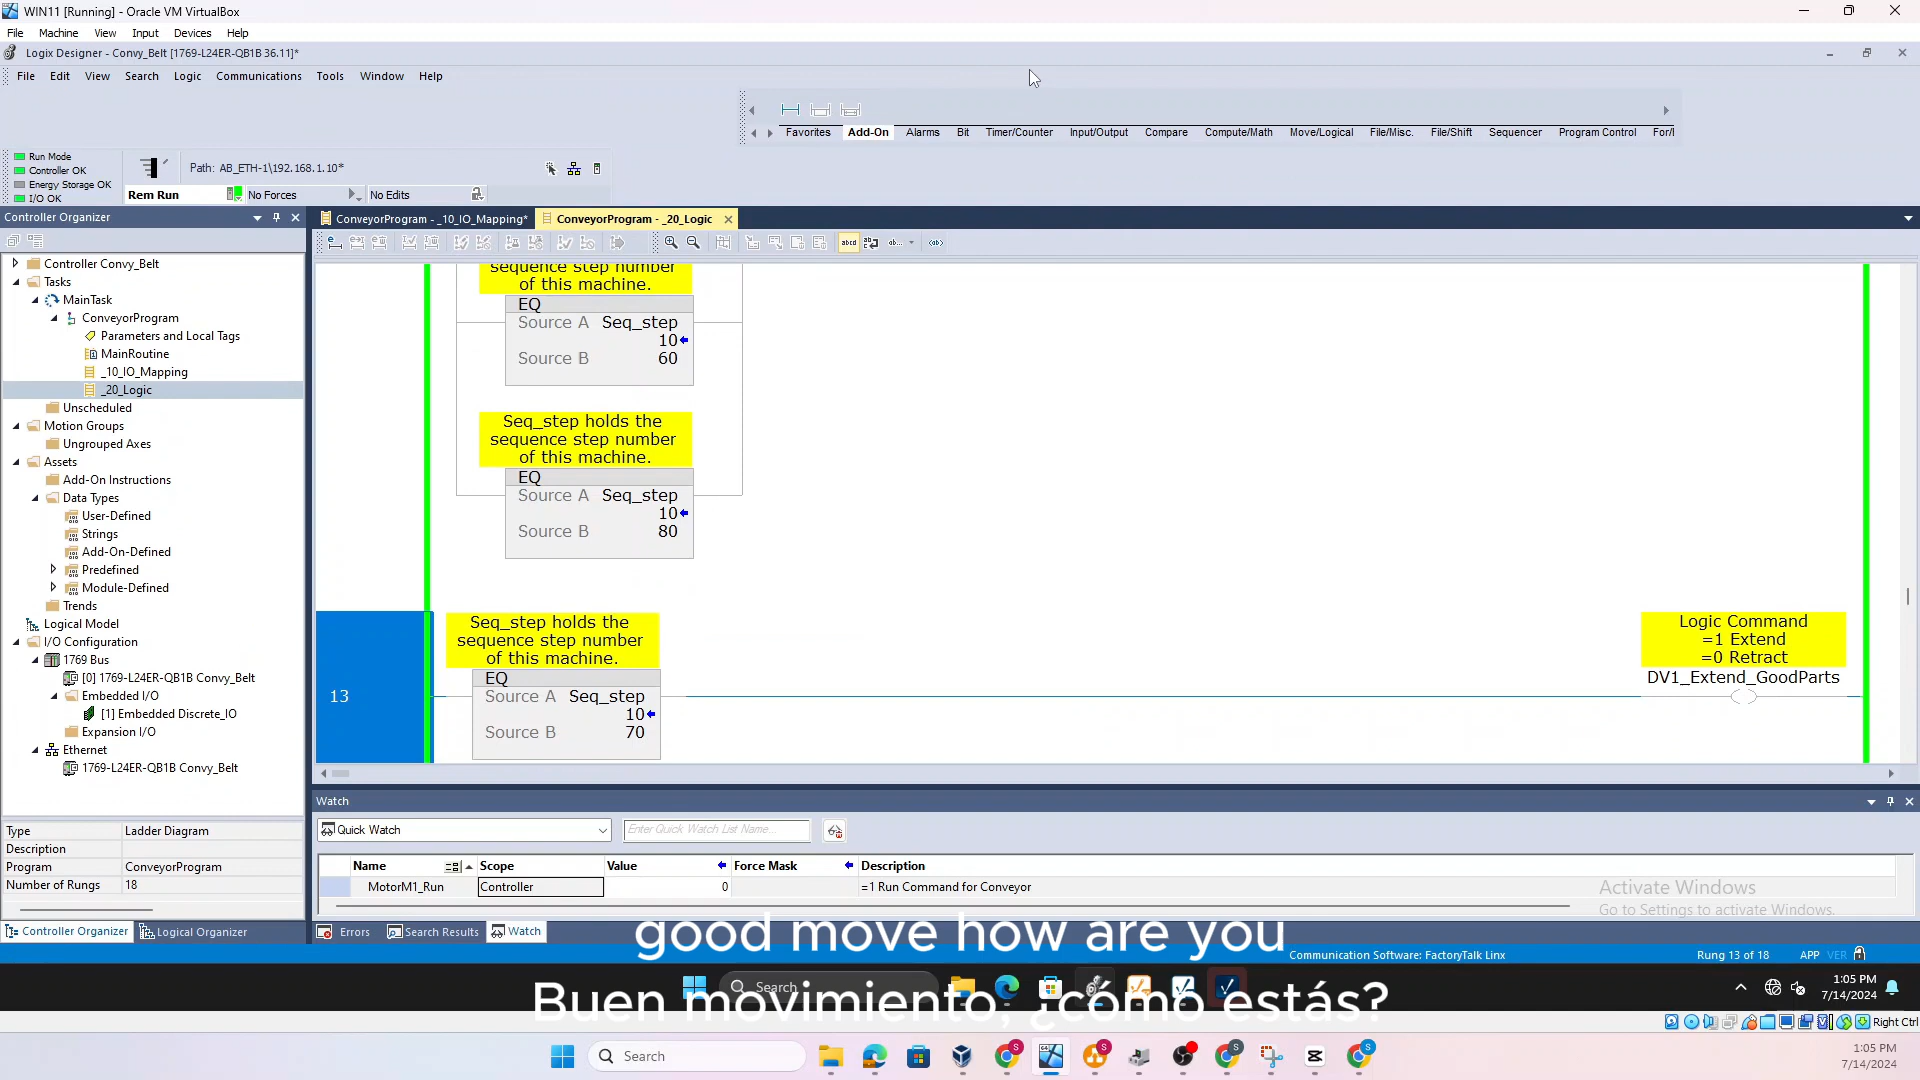 WIN11 [Running] - Oracle VM VirtualBox
File Machine View Input Devices Help
Logix Designer - Convy_Belt [1769-L24ER-QB1B 36.11]*
File Edit View Search Logic Communications Tools Window Help
Favorites Add-On Alarms Bit Timer/Counter Input/Output Compare Compute/Math Move/Logical File/Misc. File/Shift Sequencer Program Control For/
Run Mode
Controller OK
Energy Storage OK
I/O OK
Path: AB_ETH-1\192.168.1.10*
Rem Run No Forces No Edits
Controller Organizer
ConveyorProgram - _10_IO_Mapping*
ConveyorProgram - _20_Logic
Controller Convy_Belt
Tasks
MainTask
ConveyorProgram
Parameters and Local Tags
MainRoutine
_10_IO_Mapping
_20_Logic
Unscheduled
Motion Groups
Ungrouped Axes
Assets
Add-On Instructions
Data Types
User-Defined
Strings
Add-On-Defined
Predefined
Module-Defined
Trends
Logical Model
I/O Configuration
1769 Bus
[0] 1769-L24ER-QB1B Convy_Belt
Embedded I/O
[1] Embedded Discrete_IO
Expansion I/O
Ethernet
1769-L24ER-QB1B Convy_Belt
Type Ladder Diagram
Description
Program ConveyorProgram
Number of Rungs 18
Controller Organizer Logical Organizer
sequence step number
of this machine.
EQ
Source A Seq_step
10
Source B 60
Seq_step holds the
sequence step number
of this machine.
EQ
Source A Seq_step
10
Source B 80
13
Seq_step holds the
sequence step number
of this machine.
EQ
Source A Seq_step
10
Source B 70
Logic Command
=1 Extend
=0 Retract
DV1_Extend_GoodParts
Watch
Quick Watch
Enter Quick Watch List Name...
Name Scope Value Force Mask Description
MotorM1_Run Controller 0 =1 Run Command for Conveyor
Activate Windows
Go to Settings to activate Windows.
Errors Search Results Watch
good move how are you
Communication Software: FactoryTalk Linx
Rung 13 of 18 APP VER
Search
1:05 PM
7/14/2024
Buen movimiento, ¿cómo estás?
Right Ctrl
Search
1:05 PM
7/14/2024